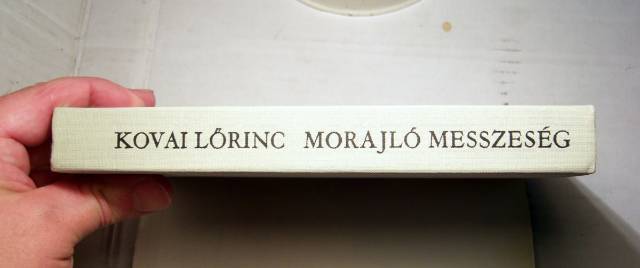 KOVAI LŐRINC MORAJLÓ MESSZESÉG